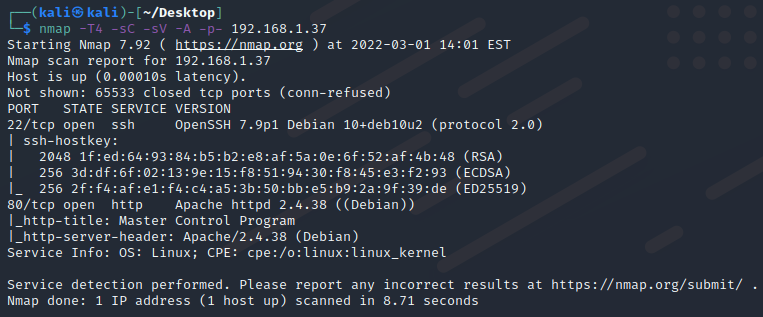 ┌──(kali㉿kali)-[~/Desktop]
└─$ nmap -T4 -sC -sV -A -p- 192.168.1.37
Starting Nmap 7.92 ( https://nmap.org ) at 2022-03-01 14:01 EST
Nmap scan report for 192.168.1.37
Host is up (0.00010s latency).
Not shown: 65533 closed tcp ports (conn-refused)
PORT   STATE SERVICE VERSION
22/tcp open  ssh     OpenSSH 7.9p1 Debian 10+deb10u2 (protocol 2.0)
| ssh-hostkey:
|   2048 1f:ed:64:93:84:b5:b2:e8:af:5a:0e:6f:52:af:4b:48 (RSA)
|   256 3d:df:6f:02:13:9e:15:f8:51:94:30:f8:45:e3:f2:93 (ECDSA)
|_  256 2f:f4:af:e1:f4:c4:a5:3b:50:bb:e5:b9:2a:9f:39:de (ED25519)
80/tcp open  http    Apache httpd 2.4.38 ((Debian))
|_http-title: Master Control Program
|_http-server-header: Apache/2.4.38 (Debian)
Service Info: OS: Linux; CPE: cpe:/o:linux:linux_kernel

Service detection performed. Please report any incorrect results at https://nmap.org/submit/ .
Nmap done: 1 IP address (1 host up) scanned in 8.71 seconds